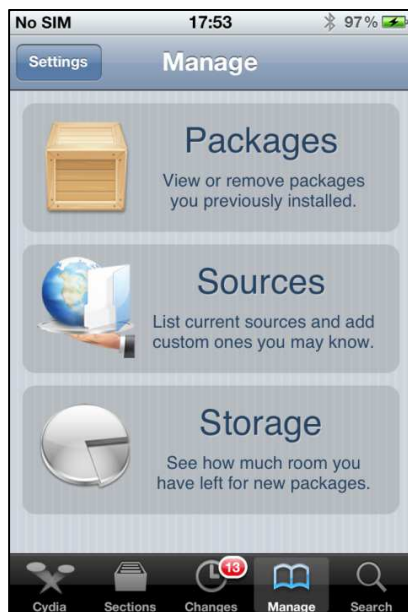 No SIM 17:53 97%
Settings Manage
Packages
View or remove packages
you previously installed.
Sources
List current sources and add
custom ones you may know.
Storage
See how much room you
have left for new packages.
13
Cydia Sections Changes Manage Search